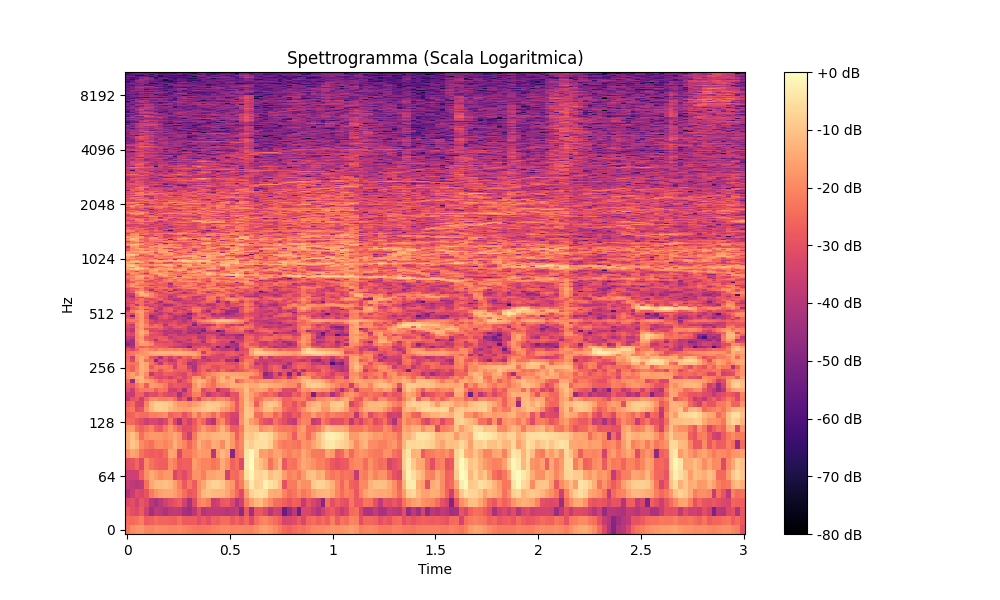 Spettrogramma (Scala Logaritmica)
Hz
8192
4096
2048
1024
512
256
128
64
0
0
0.5
1
1.5
2
2.5
3
Time
+0 dB
-10 dB
-20 dB
-30 dB
-40 dB
-50 dB
-60 dB
-70 dB
-80 dB